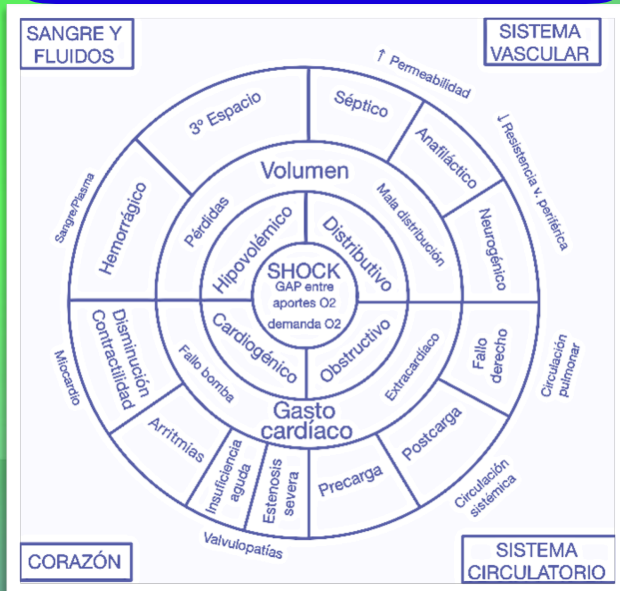 SANGRE Y
FLUIDOS
SISTEMA
VASCULAR
↑ Permeabilidad
↓ Resistencia v. periférica
Sangre/Plasma
3º Espacio
Séptico
Anafiláctico
Hemorrágico
Neurogénico
Volumen
Pérdidas
Mala distribución
Hipovolémico
Distributivo
SHOCK
GAP entre
aportes O2
demanda O2
Cardiogénico
Obstructivo
Fallo bomba
Extracardíaco
Gasto
cardíaco
Disminución
Contractilidad
Fallo
derecho
Miocardio
Circulación
pulmonar
Arritmias
Insuficiencia
aguda
Estenosis
severa
Precarga
Postcarga
Valvulopatías
Circulación
sistémica
CORAZÓN
SISTEMA
CIRCULATORIO